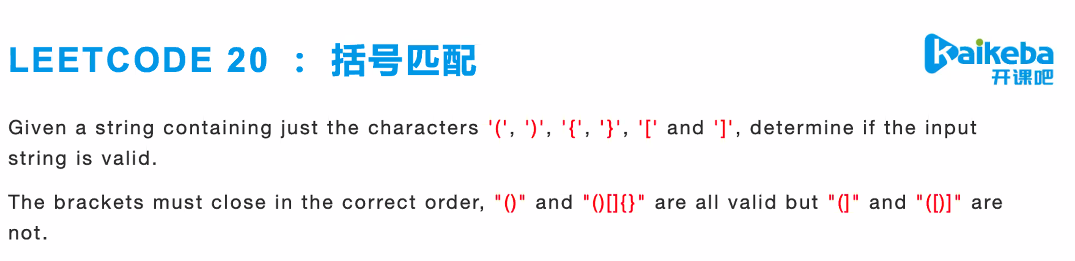 LEETCODE 20 ：括号匹配
Kaikeba
开课吧
Given a string containing just the characters '(', ')', '{', '}', '[' and ']', determine if the input
string is valid.
The brackets must close in the correct order, "()" and "()[]{}" are all valid but "(]" and "([)]" are
not.